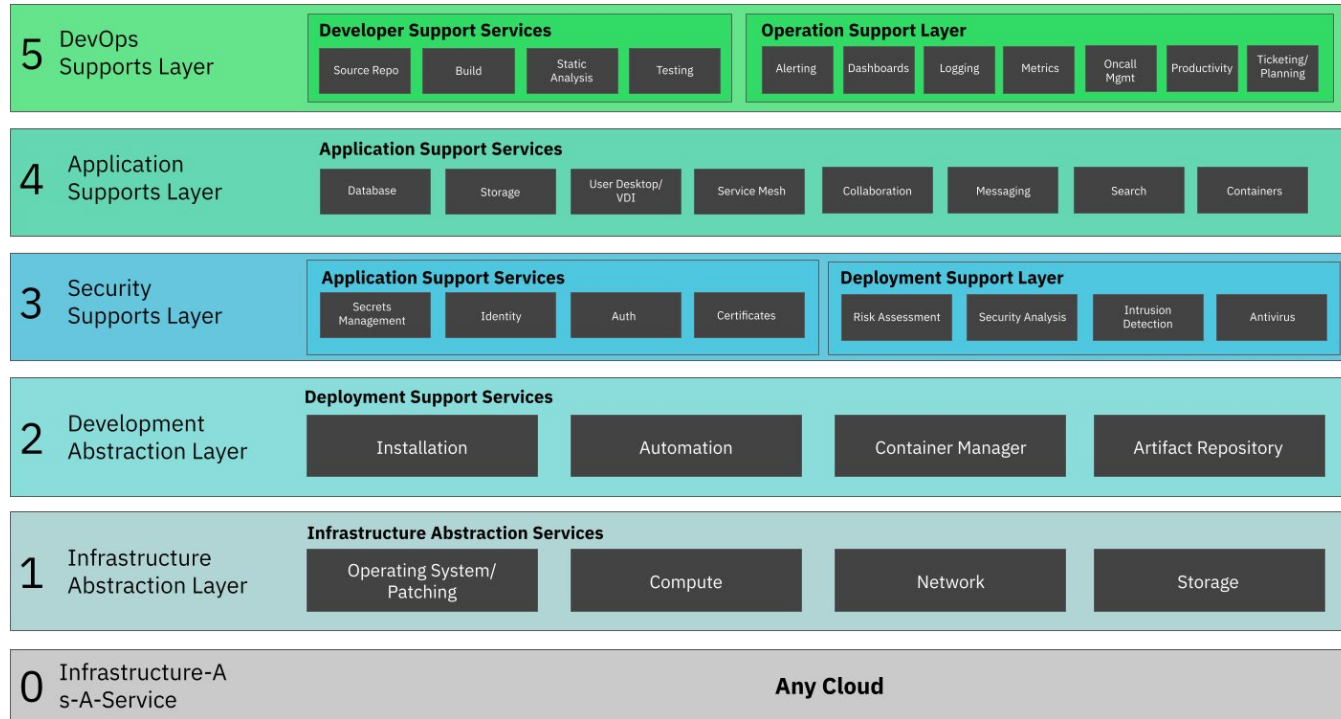 5
DevOps
Supports Layer
Developer Support Services
Source Repo
Build
Static
Analysis
Testing
Operation Support Layer
Alerting
Dashboards
Logging
Metrics
Oncall
Mgmt
Productivity
Ticketing/
Planning
4
Application
Supports Layer
Application Support Services
Database
Storage
User Desktop/
VDI
Service Mesh
Collaboration
Messaging
Search
Containers
3
Security
Supports Layer
Application Support Services
Secrets
Management
Identity
Auth
Certificates
Deployment Support Layer
Risk Assessment
Security Analysis
Intrusion
Detection
Antivirus
2
Development
Abstraction Layer
Deployment Support Services
Installation
Automation
Container Manager
Artifact Repository
1
Infrastructure
Abstraction Layer
Infrastructure Abstraction Services
Operating System/
Patching
Compute
Network
Storage
0
Infrastructure-A
s-A-Service
Any Cloud